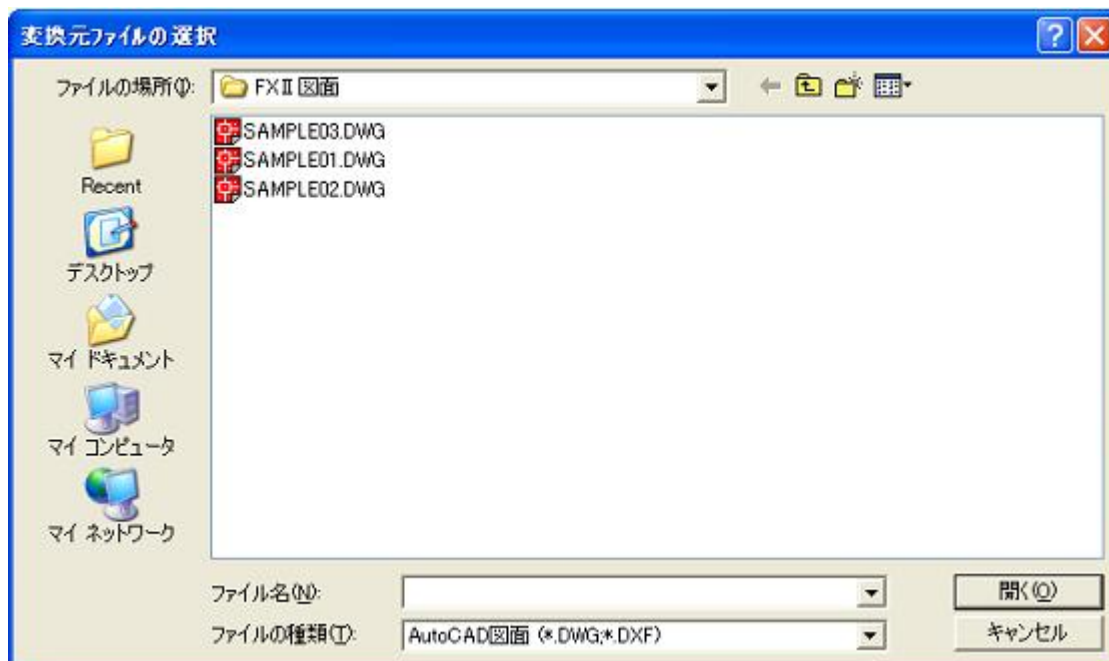 変換元ファイルの選択
ファイルの場所(I):
FXⅡ図面
SAMPLE03.DWG
SAMPLE01.DWG
SAMPLE02.DWG
Recent
デスクトップ
マイ ドキュメント
マイ コンピュータ
マイ ネットワーク
ファイル名(N):
開く(O)
ファイルの種類(T):
AutoCAD図面 (*.DWG;*.DXF)
キャンセル